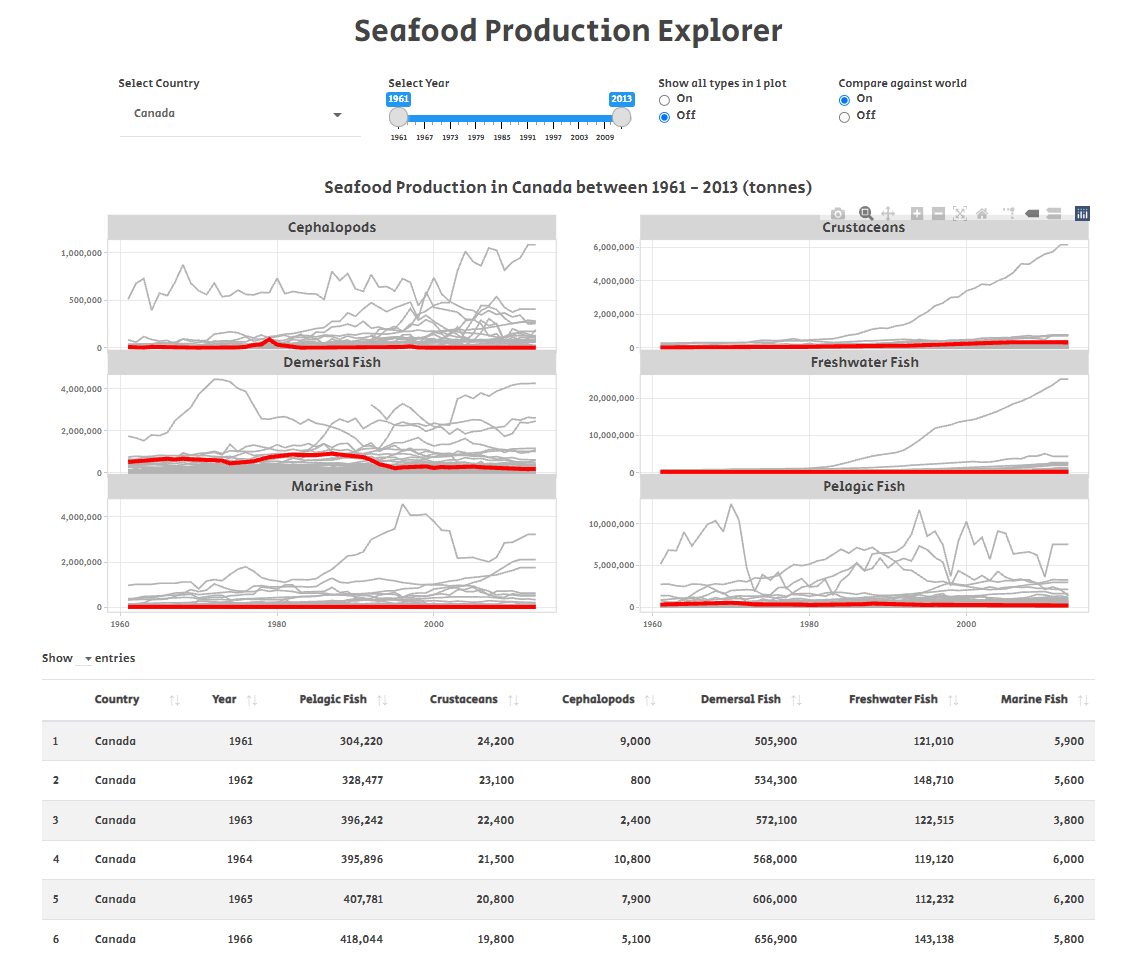 Seafood Production Explorer
Select Country
Canada
Select Year
1961 2013
1961 1967 1973 1979 1985 1991 1997 2003 2009
Show all types in 1 plot
On
Off
Compare against world
On
Off
Seafood Production in Canada between 1961 - 2013 (tonnes)
Cephalopods
1,000,000
500,000
0
Crustaceans
6,000,000
4,000,000
2,000,000
0
Demersal Fish
4,000,000
2,000,000
0
Freshwater Fish
20,000,000
10,000,000
0
Marine Fish
4,000,000
2,000,000
0
1960 1980 2000
Pelagic Fish
10,000,000
5,000,000
0
1960 1980 2000
Show entries
Country Year Pelagic Fish Crustaceans Cephalopods Demersal Fish Freshwater Fish Marine Fish
1 Canada 1961 304,220 24,200 9,000 505,900 121,010 5,900
2 Canada 1962 328,477 23,100 800 534,300 148,710 5,600
3 Canada 1963 396,242 22,400 2,400 572,100 122,515 3,800
4 Canada 1964 395,896 21,500 10,800 568,000 119,120 6,000
5 Canada 1965 407,781 20,800 7,900 606,000 112,232 6,200
6 Canada 1966 418,044 19,800 5,100 656,900 143,138 5,800